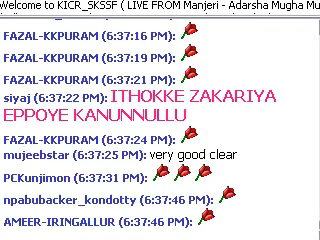 Welcome to KICR_SKSSF ( LIVE FROM Manjeri - Adarsha Mugha Mu
FAZAL-KKPURAM (6:37:16 PM):
FAZAL-KKPURAM (6:37:19 PM):
FAZAL-KKPURAM (6:37:21 PM):
siyaj (6:37:22 PM): ITHOKKE ZAKARIYA
EPPOYE KANUNNULLU
FAZAL-KKPURAM (6:37:24 PM):
mujeebstar (6:37:25 PM): very good clear
PCKunjimon (6:37:31 PM):
npabubacker_kondotty (6:37:46 PM):
AMEER-IRINGALLUR (6:37:46 PM):